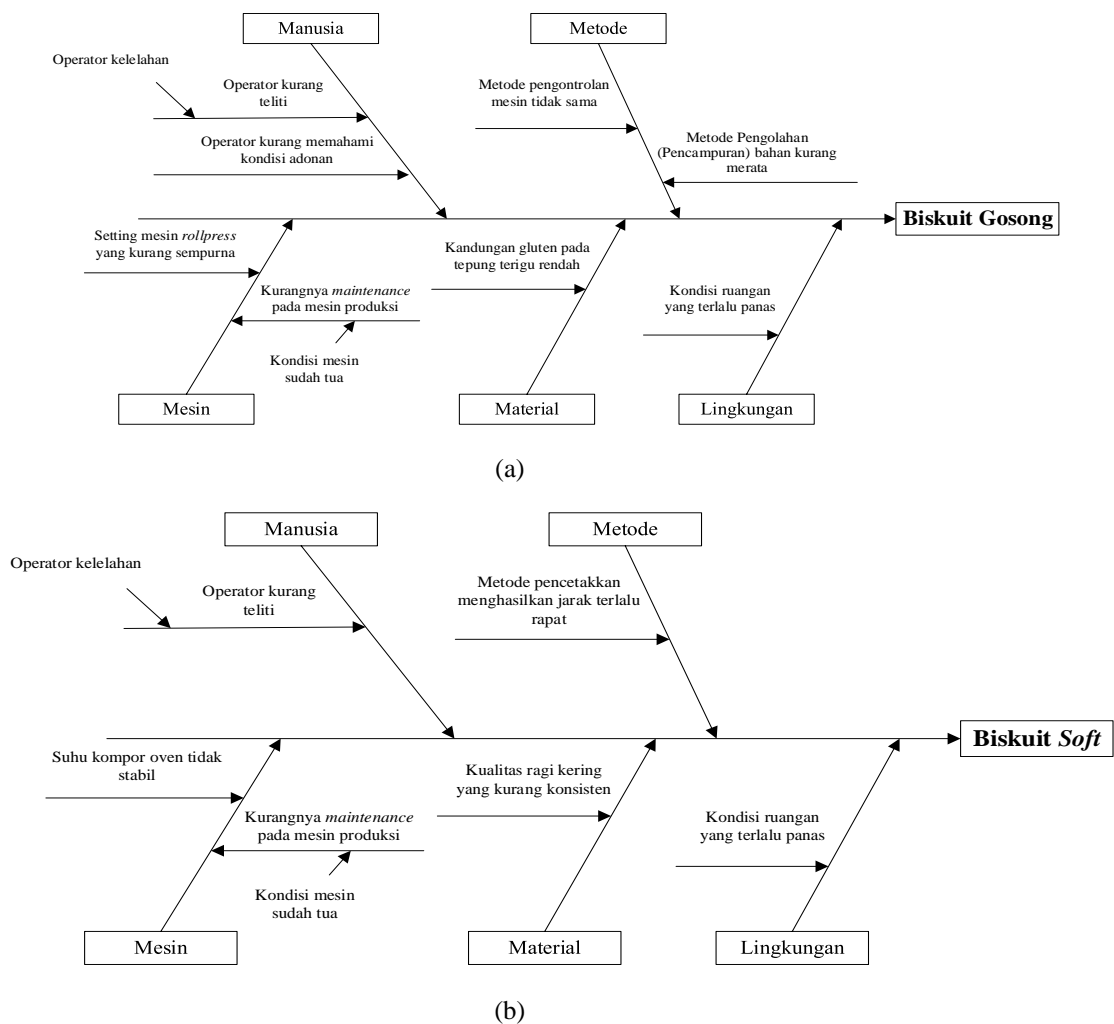 Manusia
Metode
Operator kelelahan
Operator kurang
teliti
Metode pengontrolan
mesin tidak sama
Operator kurang memahami
kondisi adonan
Metode Pengolahan
(Pencampuran) bahan kurang
merata
Biskuit Gosong
Setting mesin rollpress
yang kurang sempurna
Kandungan gluten pada
tepung terigu rendah
Kurangnya maintenance
pada mesin produksi
Kondisi ruangan
yang terlalu panas
Kondisi mesin
sudah tua
Mesin
Material
Lingkungan
(a)
Manusia
Metode
Operator kelelahan
Operator kurang
teliti
Metode pencetakkan
menghasilkan jarak terlalu
rapat
Biskuit Soft
Suhu kompor oven tidak
stabil
Kualitas ragi kering
yang kurang konsisten
Kurangnya maintenance
pada mesin produksi
Kondisi ruangan
yang terlalu panas
Kondisi mesin
sudah tua
Mesin
Material
Lingkungan
(b)